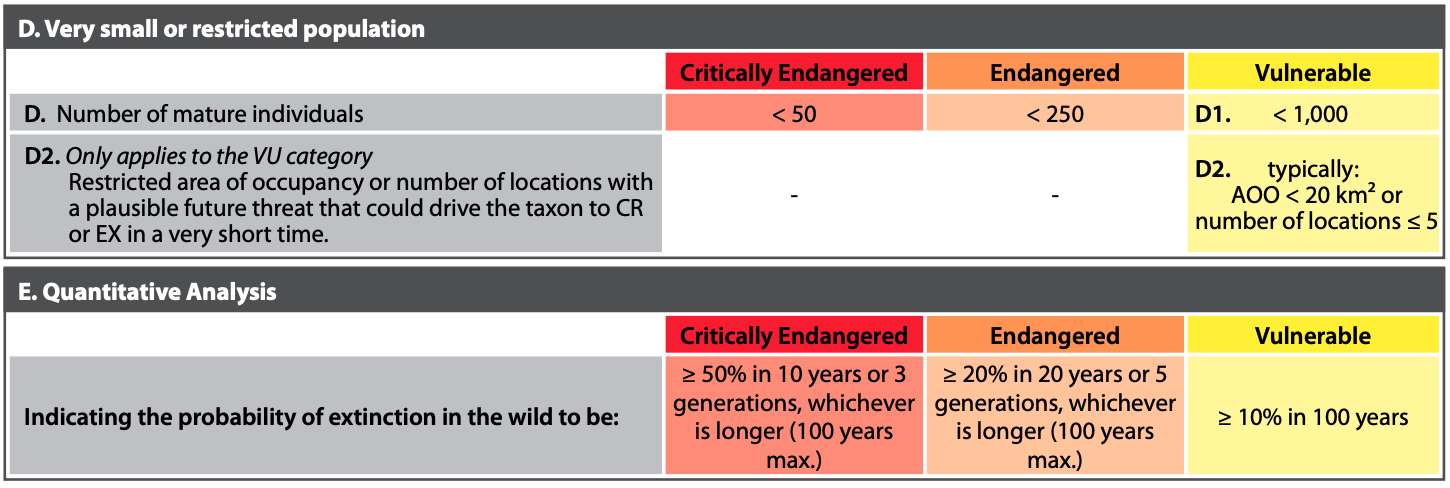 D. Very small or restricted population
Critically Endangered Endangered Vulnerable
D. Number of mature individuals < 50 < 250 D1. < 1,000
D2. Only applies to the VU category
Restricted area of occupancy or number of locations with
a plausible future threat that could drive the taxon to CR
or EX in a very short time.
-
-
D2. typically:
AOO < 20 km² or
number of locations ≤ 5
E. Quantitative Analysis
Critically Endangered Endangered Vulnerable
Indicating the probability of extinction in the wild to be:
≥ 50% in 10 years or 3
generations, whichever
is longer (100 years
max.)
≥ 20% in 20 years or 5
generations, whichever
is longer (100 years
max.)
≥ 10% in 100 years